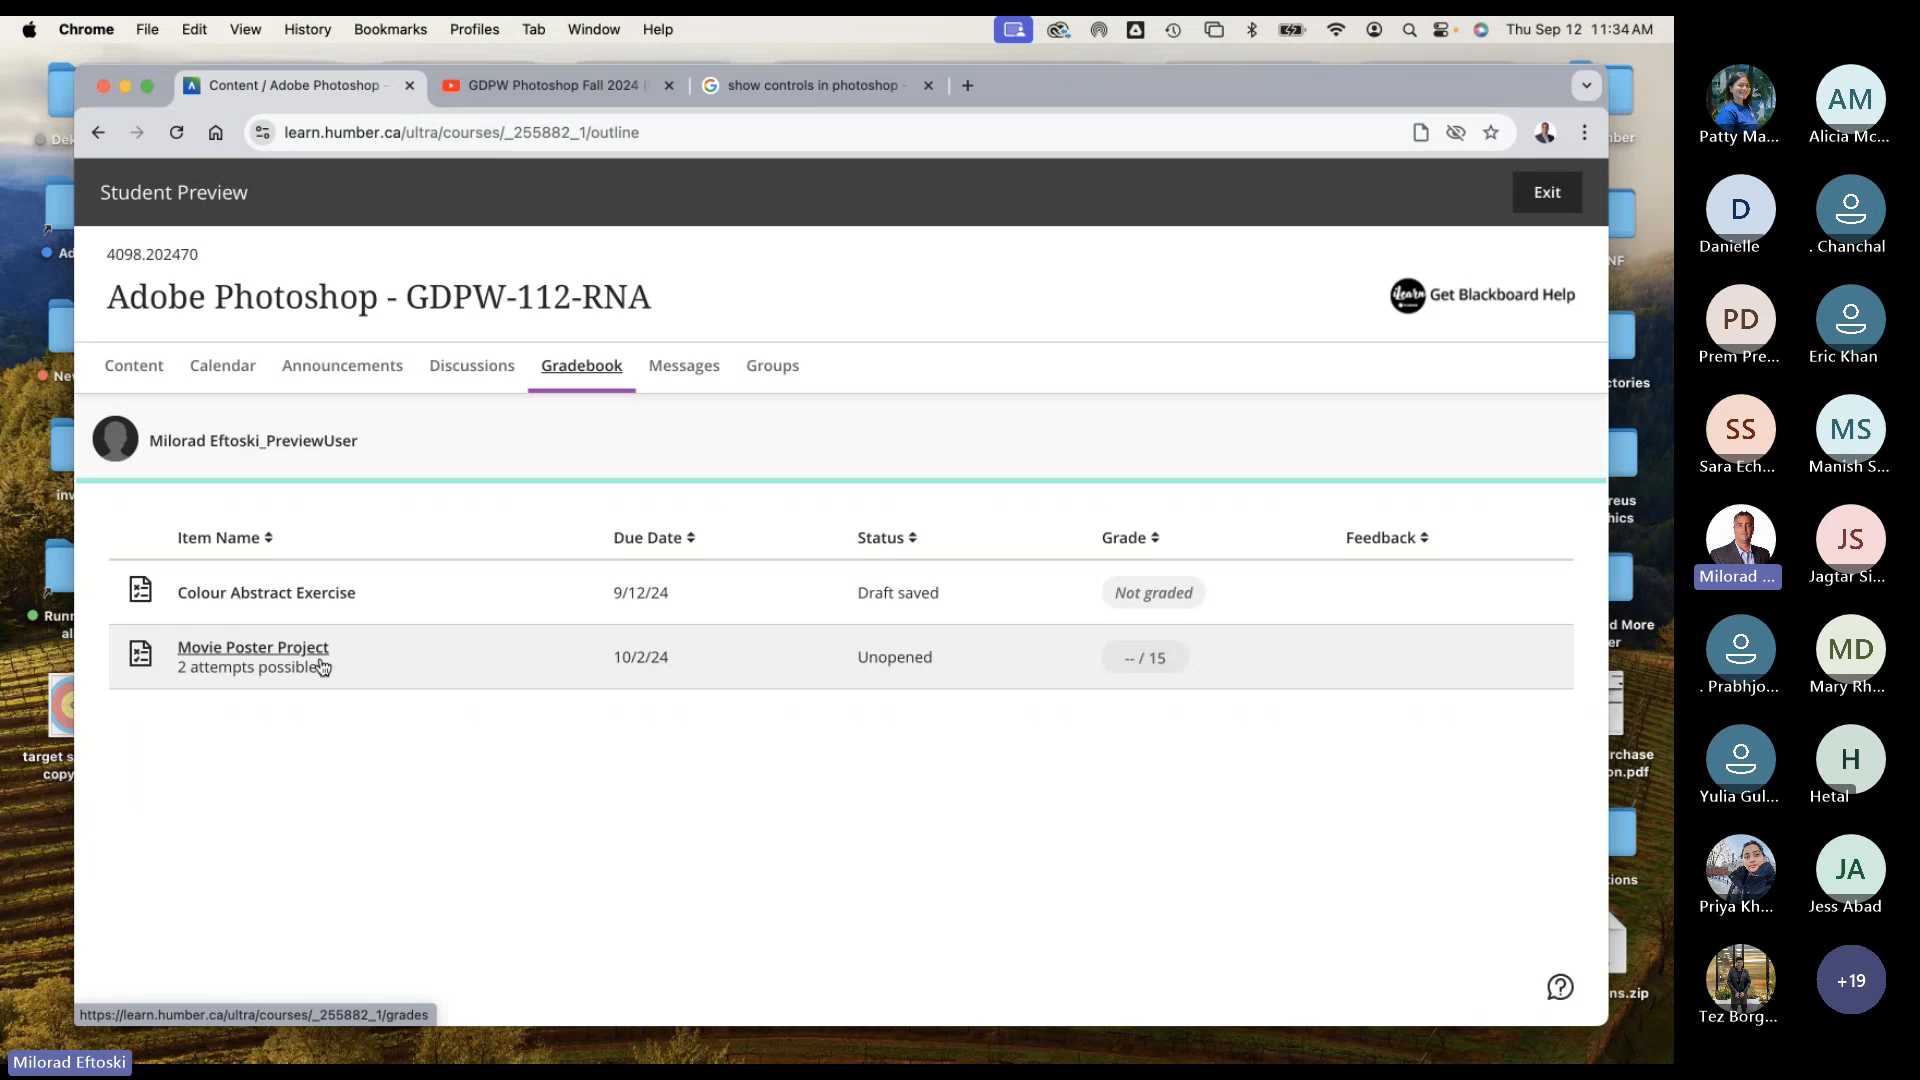 Chrome File Edit View History Bookmarks Profiles Tab Window Help
Thu Sep 12 11:34 AM
Content / Adobe Photoshop -
GDPW Photoshop Fall 2024
show controls in photoshop -
learn.humber.ca/ultra/courses/_255882_1/outline
Student Preview
Exit
4098.202470
Adobe Photoshop - GDPW-112-RNA
Get Blackboard Help
Content Calendar Announcements Discussions Gradebook Messages Groups
Milorad Eftoski_PreviewUser
Item Name Due Date Status Grade Feedback
Colour Abstract Exercise 9/12/24 Draft saved Not graded
Movie Poster Project
2 attempts possible
10/2/24 Unopened -- / 15
https://learn.humber.ca/ultra/courses/_255882_1/grades
target s
copy
ctories
d More
ns.zip
Milorad Eftoski
Patty Ma...
AM
Alicia Mc...
D
Danielle
. Chanchal
PD
Prem Pre...
Eric Khan
SS
Sara Ech...
MS
Manish S...
Milorad ...
JS
Jagtar Si...
. Prabhjo...
MD
Mary Rh...
Yulia Gul...
H
Hetal
Priya Kh...
JA
Jess Abad
Tez Borg...
+19